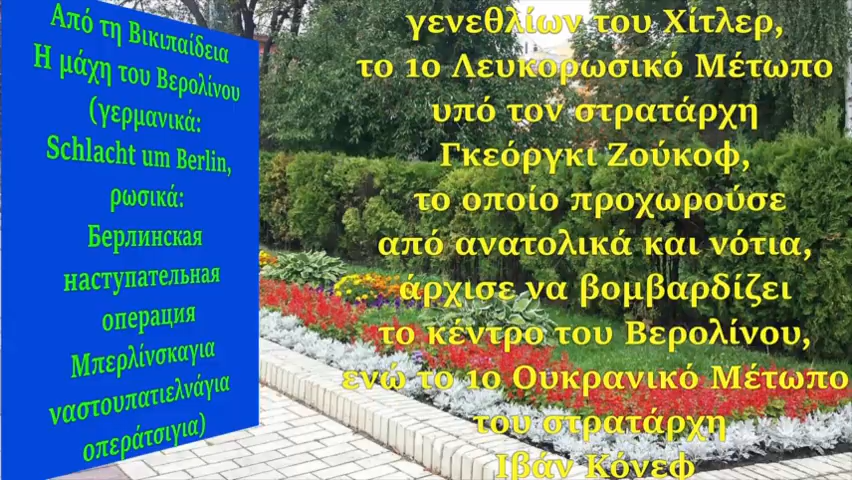 Από τη Βικιπαίδεια
Η μάχη του Βερολίνου
(γερμανικά:
Schlacht um Berlin,
ρωσικά:
Берлинская
наступательная
операция
Μπερλίνσκαγια
ναστουπατιελνάγια
οπεράτσιγια)
γενεθλίων του Χίτλερ,
το 1ο Λευκορωσικό Μέτωπο
υπό τον στρατάρχη
Γκεόργκι Ζούκοφ,
το οποίο προχωρούσε
από ανατολικά και νότια,
άρχισε να βομβαρδίζει
το κέντρο του Βερολίνου,
ενώ το 1ο Ουκρανικό Μέτωπο
του στρατάρχη
Ιβάν Κόνεφ